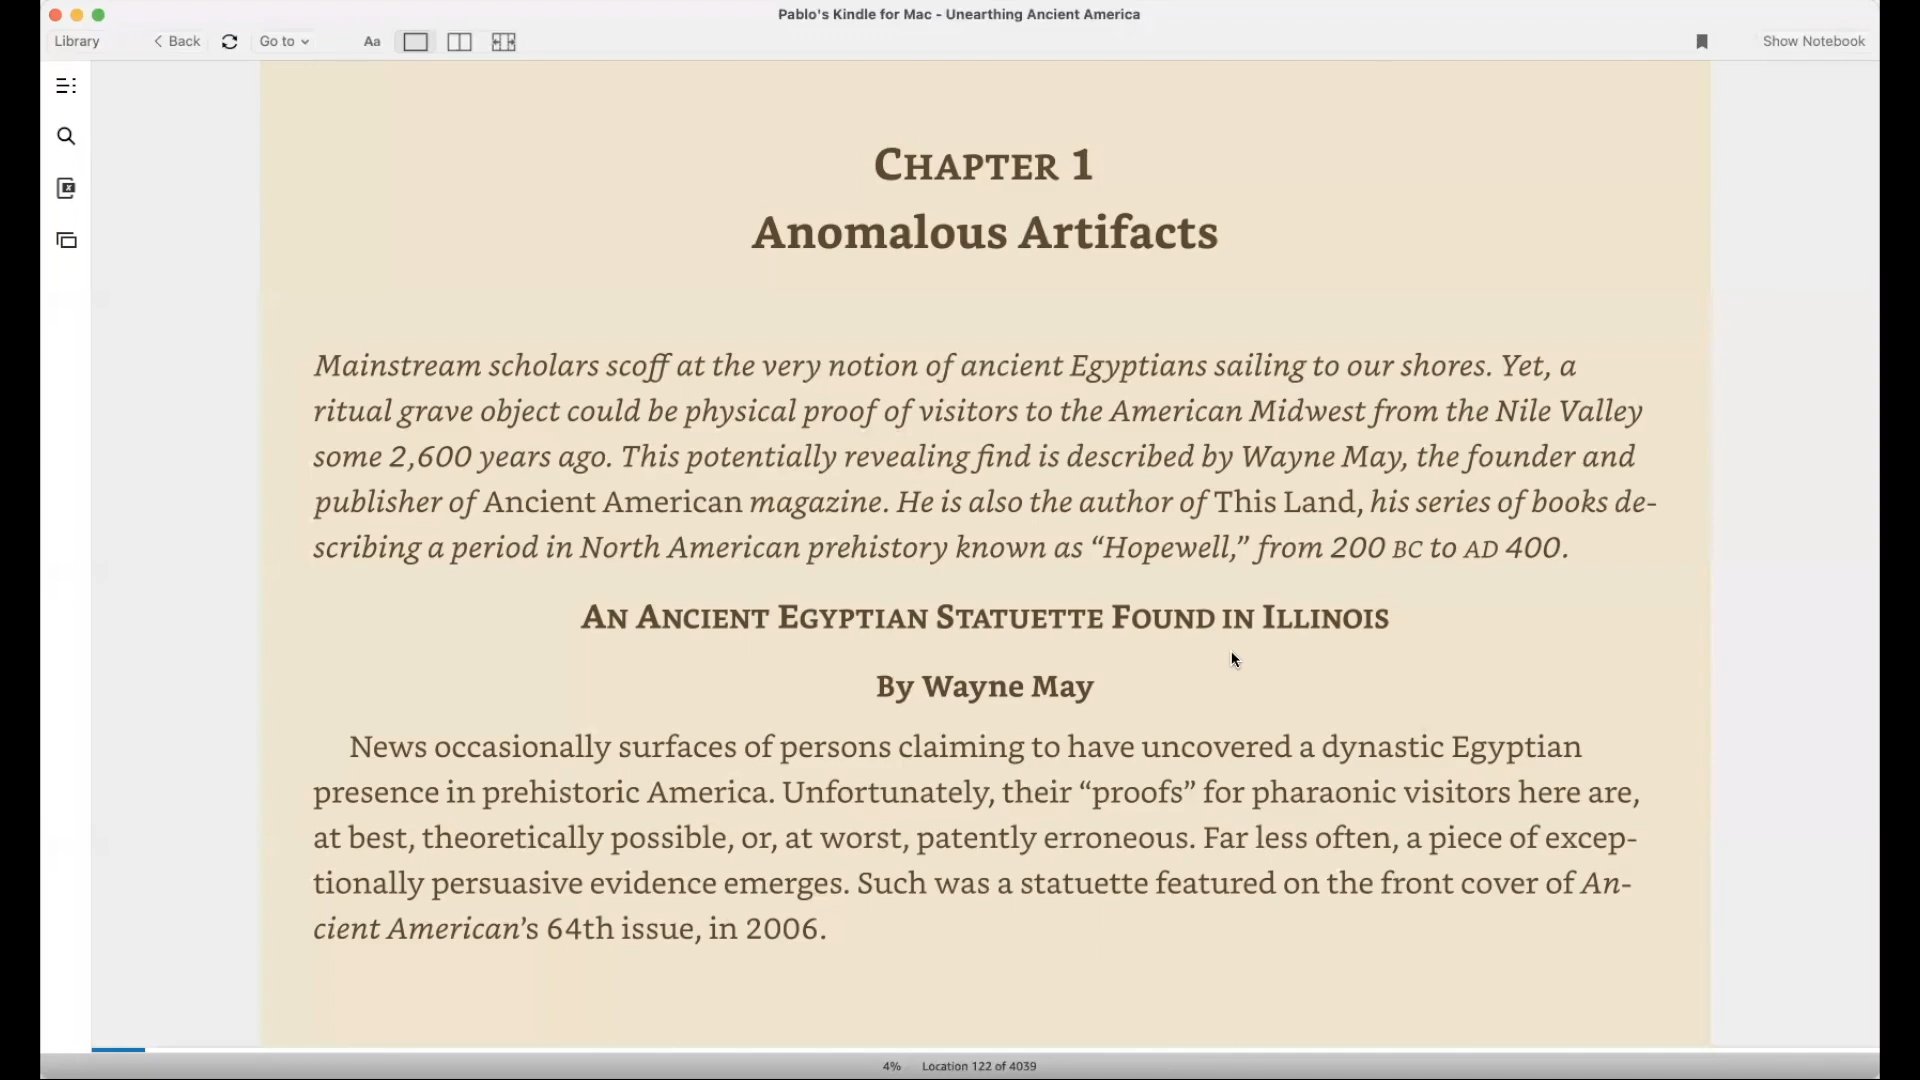 Pablo's Kindle for Mac - Unearthing Ancient America
Library
Back
Go to
Aa
Show Notebook
CHAPTER 1
Anomalous Artifacts
Mainstream scholars scoff at the very notion of ancient Egyptians sailing to our shores. Yet, a
ritual grave object could be physical proof of visitors to the American Midwest from the Nile Valley
some 2,600 years ago. This potentially revealing find is described by Wayne May, the founder and
publisher of Ancient American magazine. He is also the author of This Land, his series of books de-
scribing a period in North American prehistory known as “Hopewell,” from 200 BC to AD 400.
AN ANCIENT EGYPTIAN STATUETTE FOUND IN ILLINOIS
By Wayne May
News occasionally surfaces of persons claiming to have uncovered a dynastic Egyptian
presence in prehistoric America. Unfortunately, their “proofs” for pharaonic visitors here are,
at best, theoretically possible, or, at worst, patently erroneous. Far less often, a piece of excep-
tionally persuasive evidence emerges. Such was a statuette featured on the front cover of An-
cient American’s 64th issue, in 2006.
4% Location 122 of 4039